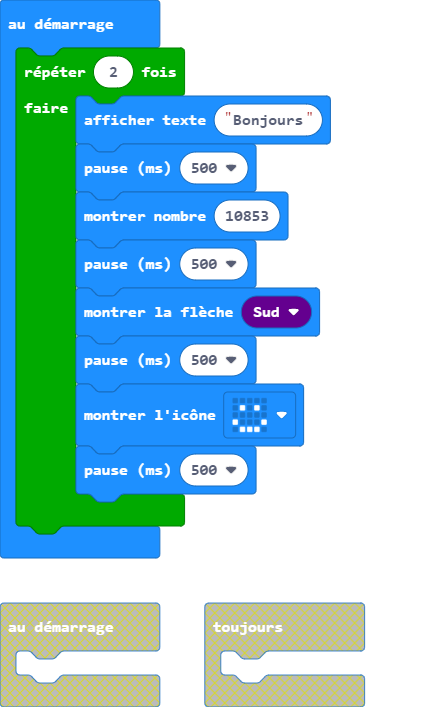 au démarrage
répéter 2 fois
faire
afficher texte "Bonjours"
pause (ms) 500
montrer nombre 10853
pause (ms) 500
montrer la flèche Sud
pause (ms) 500
montrer l'icône
pause (ms) 500
au démarrage toujours